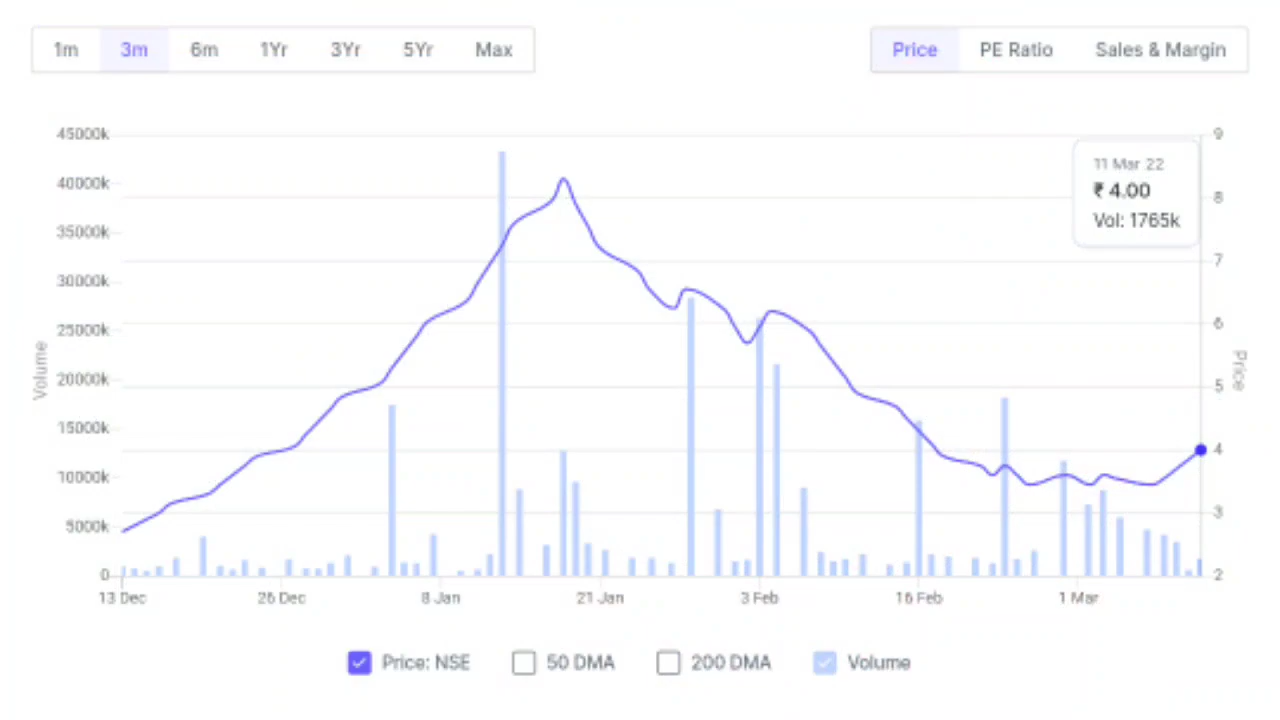 1m 3m 6m 1Yr 3Yr 5Yr Max Price PE Ratio Sales & Margin
45000k 9
11 Mar 22
40000k 8
₹ 4.00
Vol: 1765k
35000k 7
30000k
25000k 6
Volume Price
20000k 5
15000k 4
10000k
5000k 3
0 2
13 Dec 26 Dec 8 Jan 21 Jan 3 Feb 16 Feb 1 Mar
Price: NSE 50 DMA 200 DMA Volume